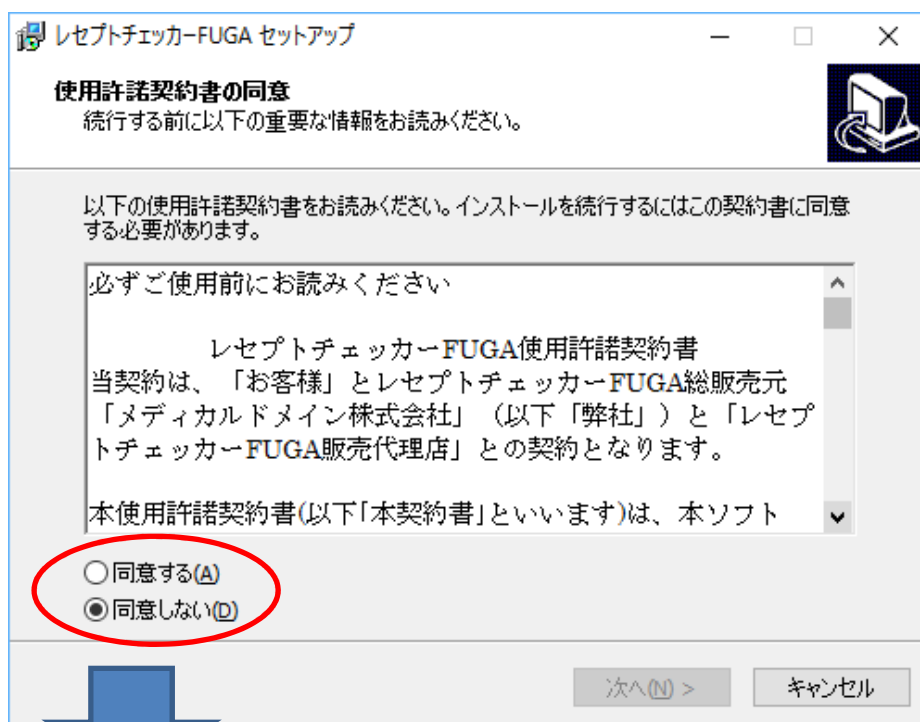 レセプトチェッカーFUGA セットアップ
使用許諾契約書の同意
続行する前に以下の重要な情報をお読みください。
以下の使用許諾契約書をお読みください。インストールを続行するにはこの契約書に同意
する必要があります。
必ずご使用前にお読みください
レセプトチェッカーFUGA使用許諾契約書
当契約は、「お客様」とレセプトチェッカーFUGA総販売元
「メディカルドメイン株式会社」（以下「弊社」）と「レセプ
トチェッカーFUGA販売代理店」との契約となります。
本使用許諾契約書(以下｢本契約書｣といいます)は、本ソフト
同意する(A)
同意しない(D)
次へ(N) >
キャンセル